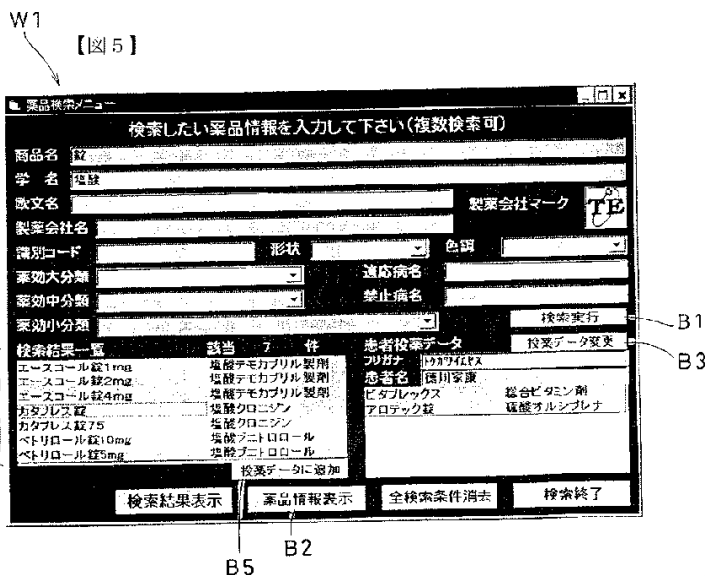 W1
【図5】
薬品検索メニュー
検索したい薬品情報を入力して下さい(複数検索可)
商品名 錠
学 名 塩酸
欧文名 製薬会社マーク TE
製薬会社名
識別コード 形状 色調
薬効大分類 適応病名
薬効中分類 禁止病名
薬効小分類 検索実行 B1
検索結果一覧 該当 7 件 患者投薬データ 投薬データ変更 B3
エースコール錠1mg 塩酸テモカプリル製剤 フリガナ トクガワイエヤス
エースコール錠2mg 塩酸テモカプリル製剤 患者名 徳川家康
エースコール錠4mg 塩酸テモカプリル製剤 ビタプレックス 総合ビタミン剤
カタプレス錠 塩酸クロニジン アロテック錠 硫酸オルシプレナ
カタプレス錠75 塩酸クロニジン
ベトリロール錠10mg 塩酸ブニトロロール
ベトリロール錠5mg 塩酸ブニトロロール
投薬データに追加
検索結果表示 薬品情報表示 全検索条件消去 検索終了
B5 B2